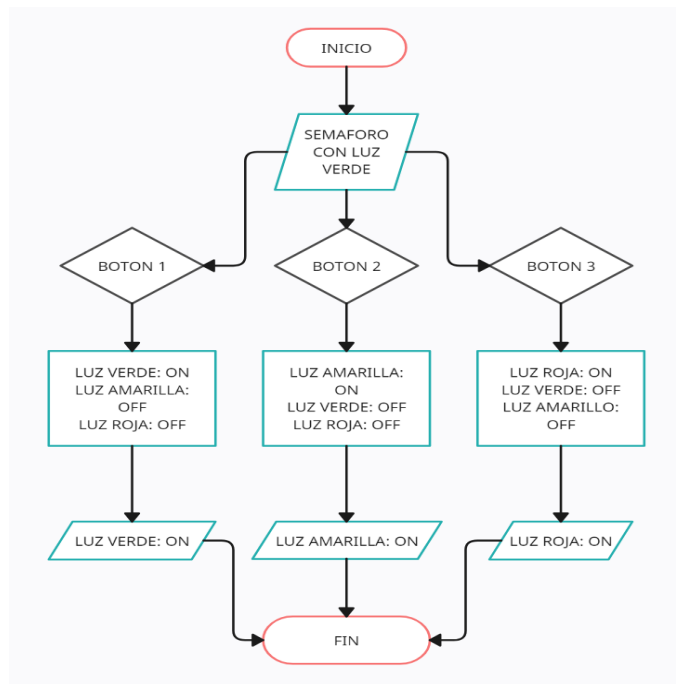 INICIO
SEMAFORO
CON LUZ
VERDE
BOTON 1
BOTON 2
BOTON 3
LUZ VERDE: ON
LUZ AMARILLA:
OFF
LUZ ROJA: OFF
LUZ AMARILLA:
ON
LUZ VERDE: OFF
LUZ ROJA: OFF
LUZ ROJA: ON
LUZ VERDE: OFF
LUZ AMARILLO:
OFF
LUZ VERDE: ON
LUZ AMARILLA: ON
LUZ ROJA: ON
FIN